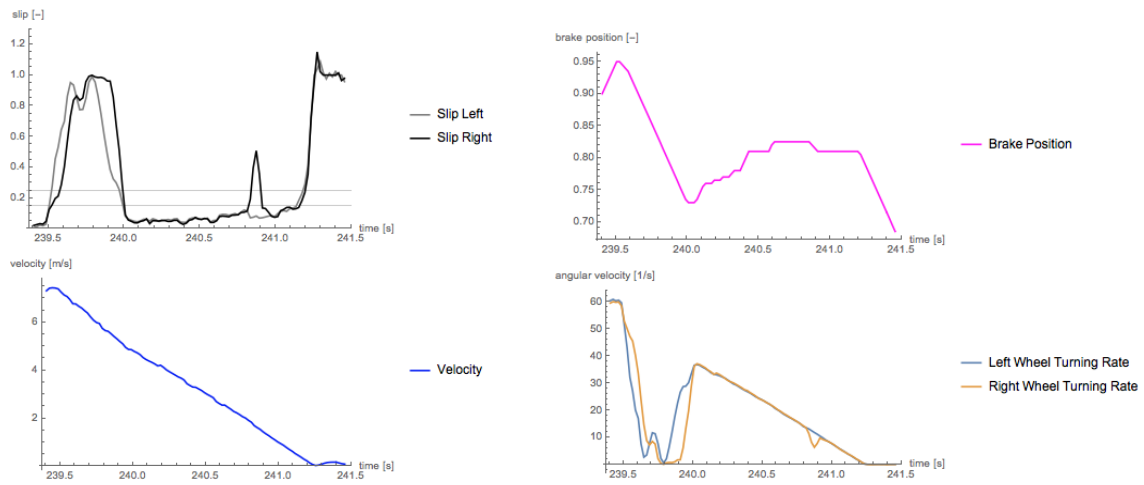 slip [–]
1.2
1.0
0.8
0.6
0.4
0.2
239.5 240.0 240.5 241.0 241.5
time [s]
Slip Left
Slip Right
brake position [–]
0.95
0.90
0.85
0.80
0.75
0.70
239.5 240.0 240.5 241.0 241.5
time [s]
Brake Position
velocity [m/s]
6
4
2
239.5 240.0 240.5 241.0 241.5
time [s]
Velocity
angular velocity [1/s]
60
50
40
30
20
10
239.5 240.0 240.5 241.0 241.5
time [s]
Left Wheel Turning Rate
Right Wheel Turning Rate